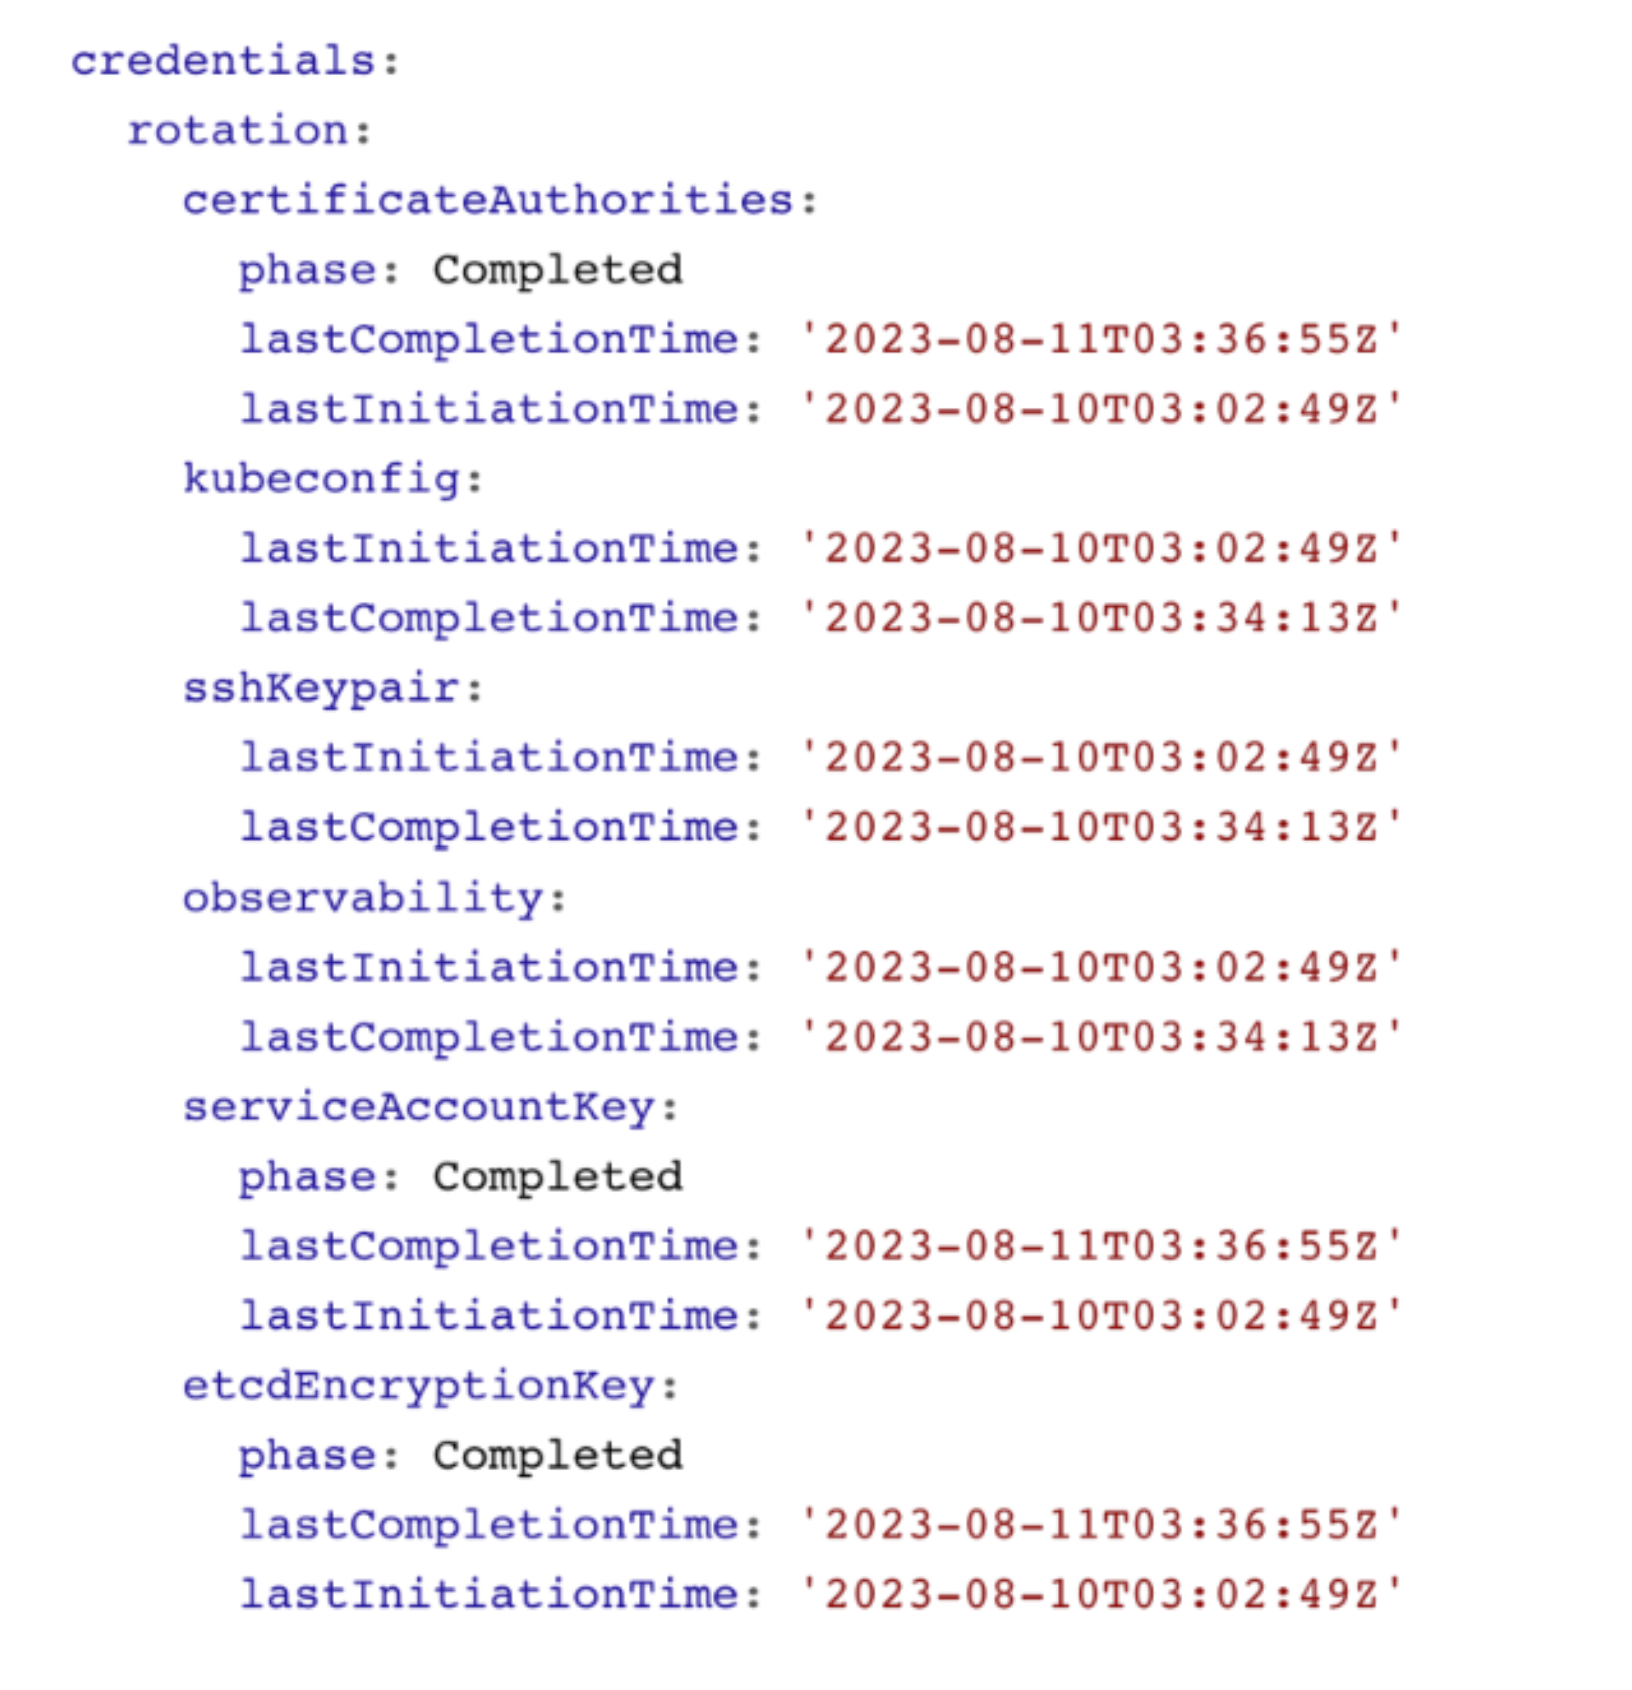 credentials:
  rotation:
    certificateAuthorities:
      phase: Completed
      lastCompletionTime: '2023-08-11T03:36:55Z'
      lastInitiationTime: '2023-08-10T03:02:49Z'
    kubeconfig:
      lastInitiationTime: '2023-08-10T03:02:49Z'
      lastCompletionTime: '2023-08-10T03:34:13Z'
    sshKeypair:
      lastInitiationTime: '2023-08-10T03:02:49Z'
      lastCompletionTime: '2023-08-10T03:34:13Z'
    observability:
      lastInitiationTime: '2023-08-10T03:02:49Z'
      lastCompletionTime: '2023-08-10T03:34:13Z'
    serviceAccountKey:
      phase: Completed
      lastCompletionTime: '2023-08-11T03:36:55Z'
      lastInitiationTime: '2023-08-10T03:02:49Z'
    etcdEncryptionKey:
      phase: Completed
      lastCompletionTime: '2023-08-11T03:36:55Z'
      lastInitiationTime: '2023-08-10T03:02:49Z'